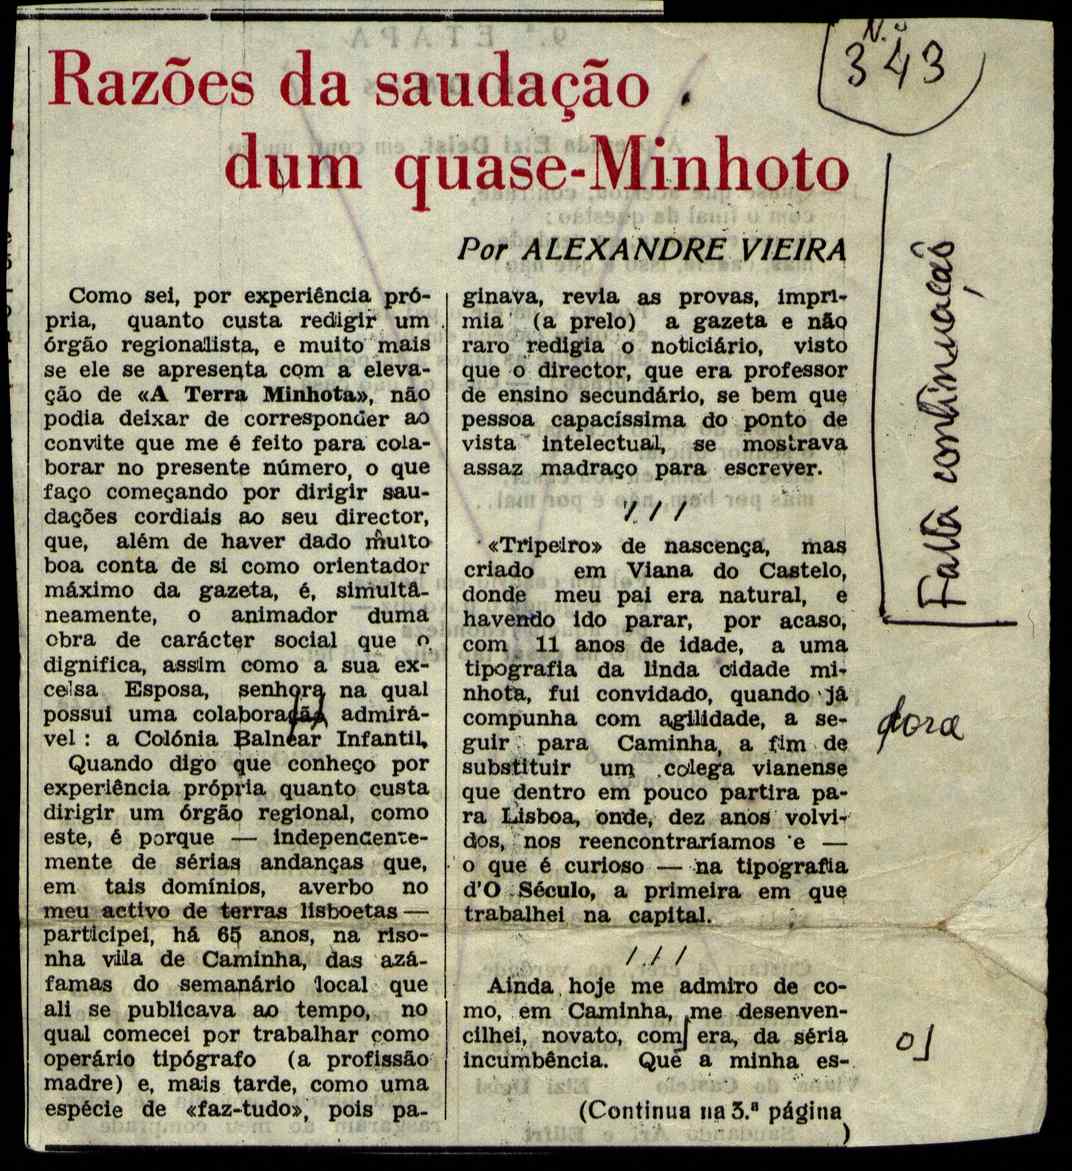 N.º
343
Razões da saudação
dum quase-Minhoto
Por ALEXANDRE VIEIRA
Como sei, por experiência pró-
pria, quanto custa redigir um
órgão regionalista, e muito mais
se ele se apresenta com a eleva-
ção de «A Terra Minhota», não
podia deixar de corresponder ao
convite que me é feito para cola-
borar no presente número, o que
faço começando por dirigir sau-
dações cordiais ao seu director,
que, além de haver dado muito
boa conta de si como orientador
máximo da gazeta, é, simultâ-
neamente, o animador duma
obra de carácter social que o
dignifica, assim como a sua ex-
celsa Esposa, senhora na qual
possui uma colaboração admirá-
vel: a Colónia Balnear Infantil.
Quando digo que conheço por
experiência própria quanto custa
dirigir um órgão regional, como
este, é porque — independente-
mente de sérias andanças que,
em tais domínios, averbo no
meu activo de terras lisboetas —
participei, há 65 anos, na riso-
nha vila de Caminha, das azá-
famas do semanário local que
ali se publicava ao tempo, no
qual comecei por trabalhar como
operário tipógrafo (a profissão
madre) e, mais tarde, como uma
espécie de «faz-tudo», pois pa-
ginava, revia as provas, impri-
mia (a prelo) a gazeta e não
raro redigia o noticiário, visto
que o director, que era professor
de ensino secundário, se bem que
pessoa capacíssima do ponto de
vista intelectual, se mostrava
assaz madraço para escrever.
/ / /
«Tripeiro» de nascença, mas
criado em Viana do Castelo,
donde meu pai era natural, e
havendo ido parar, por acaso,
com 11 anos de idade, a uma
tipografia da linda cidade mi-
nhota, fui convidado, quando já
compunha com agilidade, a se-
guir para Caminha, a fim de
substituir um colega vianense
que dentro em pouco partira pa-
ra Lisboa, onde, dez anos volvi-
dos, nos reencontraríamos e —
o que é curioso — na tipografia
d'O Século, a primeira em que
trabalhei na capital.
/ / /
Ainda hoje me admiro de co-
mo, em Caminha, me desenven-
cilhei, novato, com era, da séria
incumbência. Que a minha es-
(Continua na 3.ª página
)
Falta continuação
dora
o